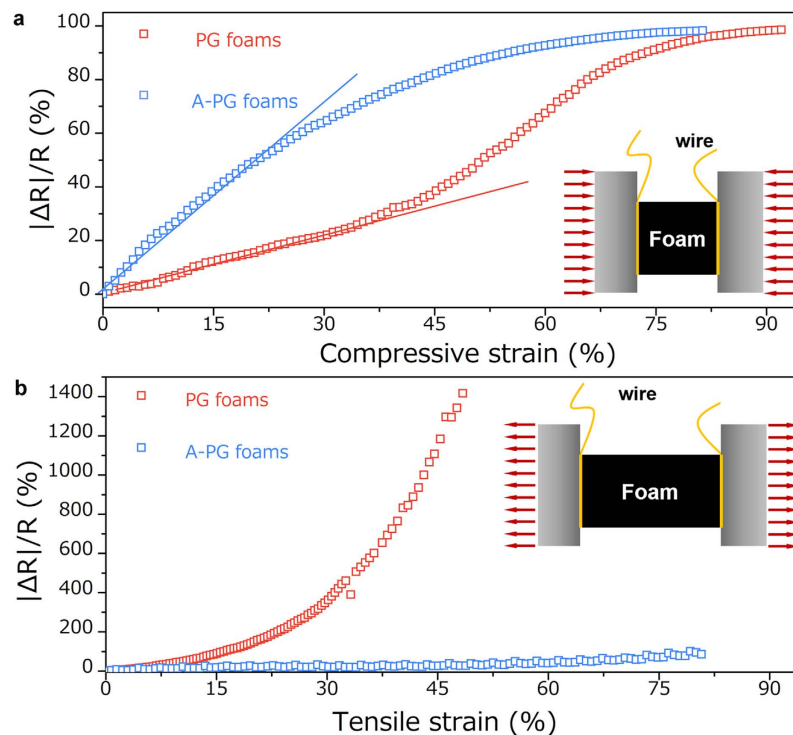 a
100
80
60
40
20
0
|ΔR|/R (%)
PG foams
A-PG foams
wire
Foam
0 15 30 45 60 75 90
Compressive strain (%)
b
1400
1200
1000
800
600
400
200
0
|ΔR|/R (%)
PG foams
A-PG foams
wire
Foam
0 15 30 45 60 75 90
Tensile strain (%)